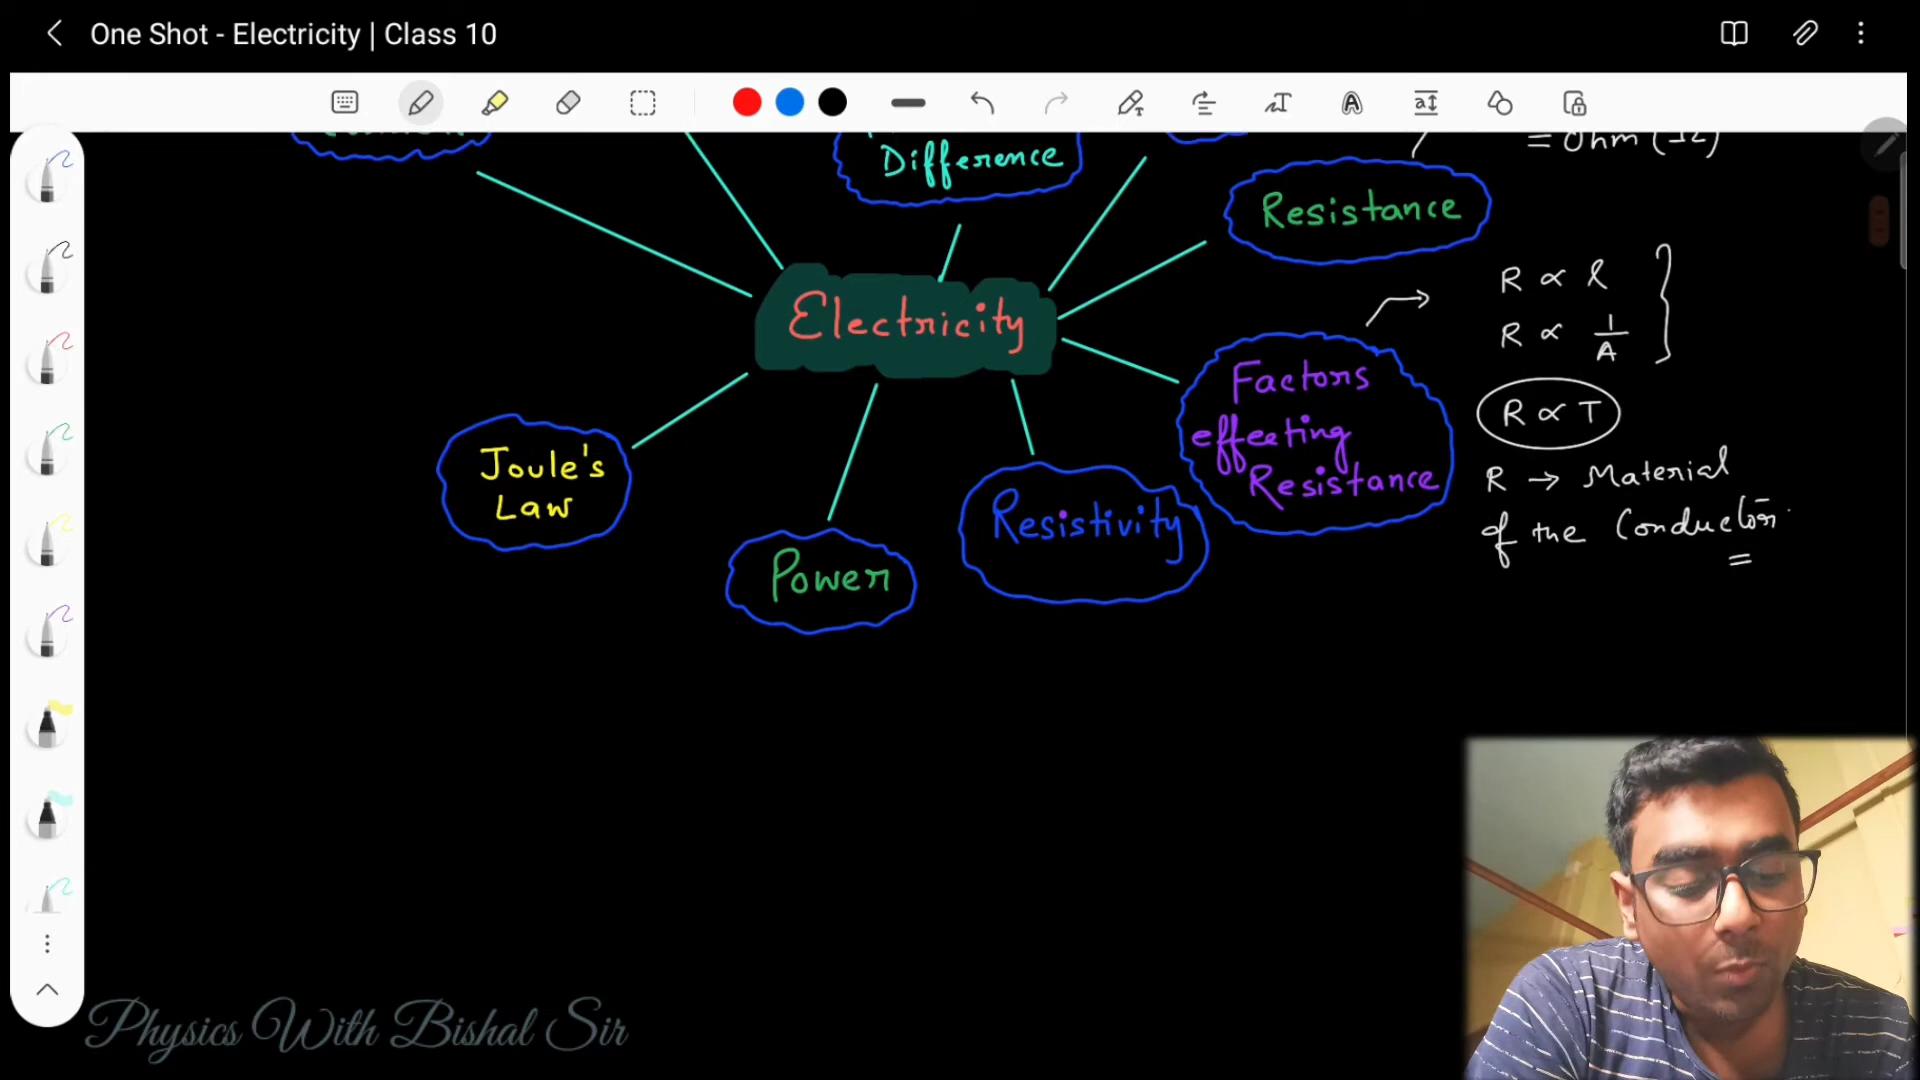 One Shot - Electricity | Class 10
Difference
= Ohm (Ω)
Resistance
Electricity
R ∝ l
R ∝ 1/A
Factors
effecting
Resistance
R ∝ T
R → Material
of the Conductor
=
Joule's
Law
Resistivity
Power
Physics With Bishal Sir